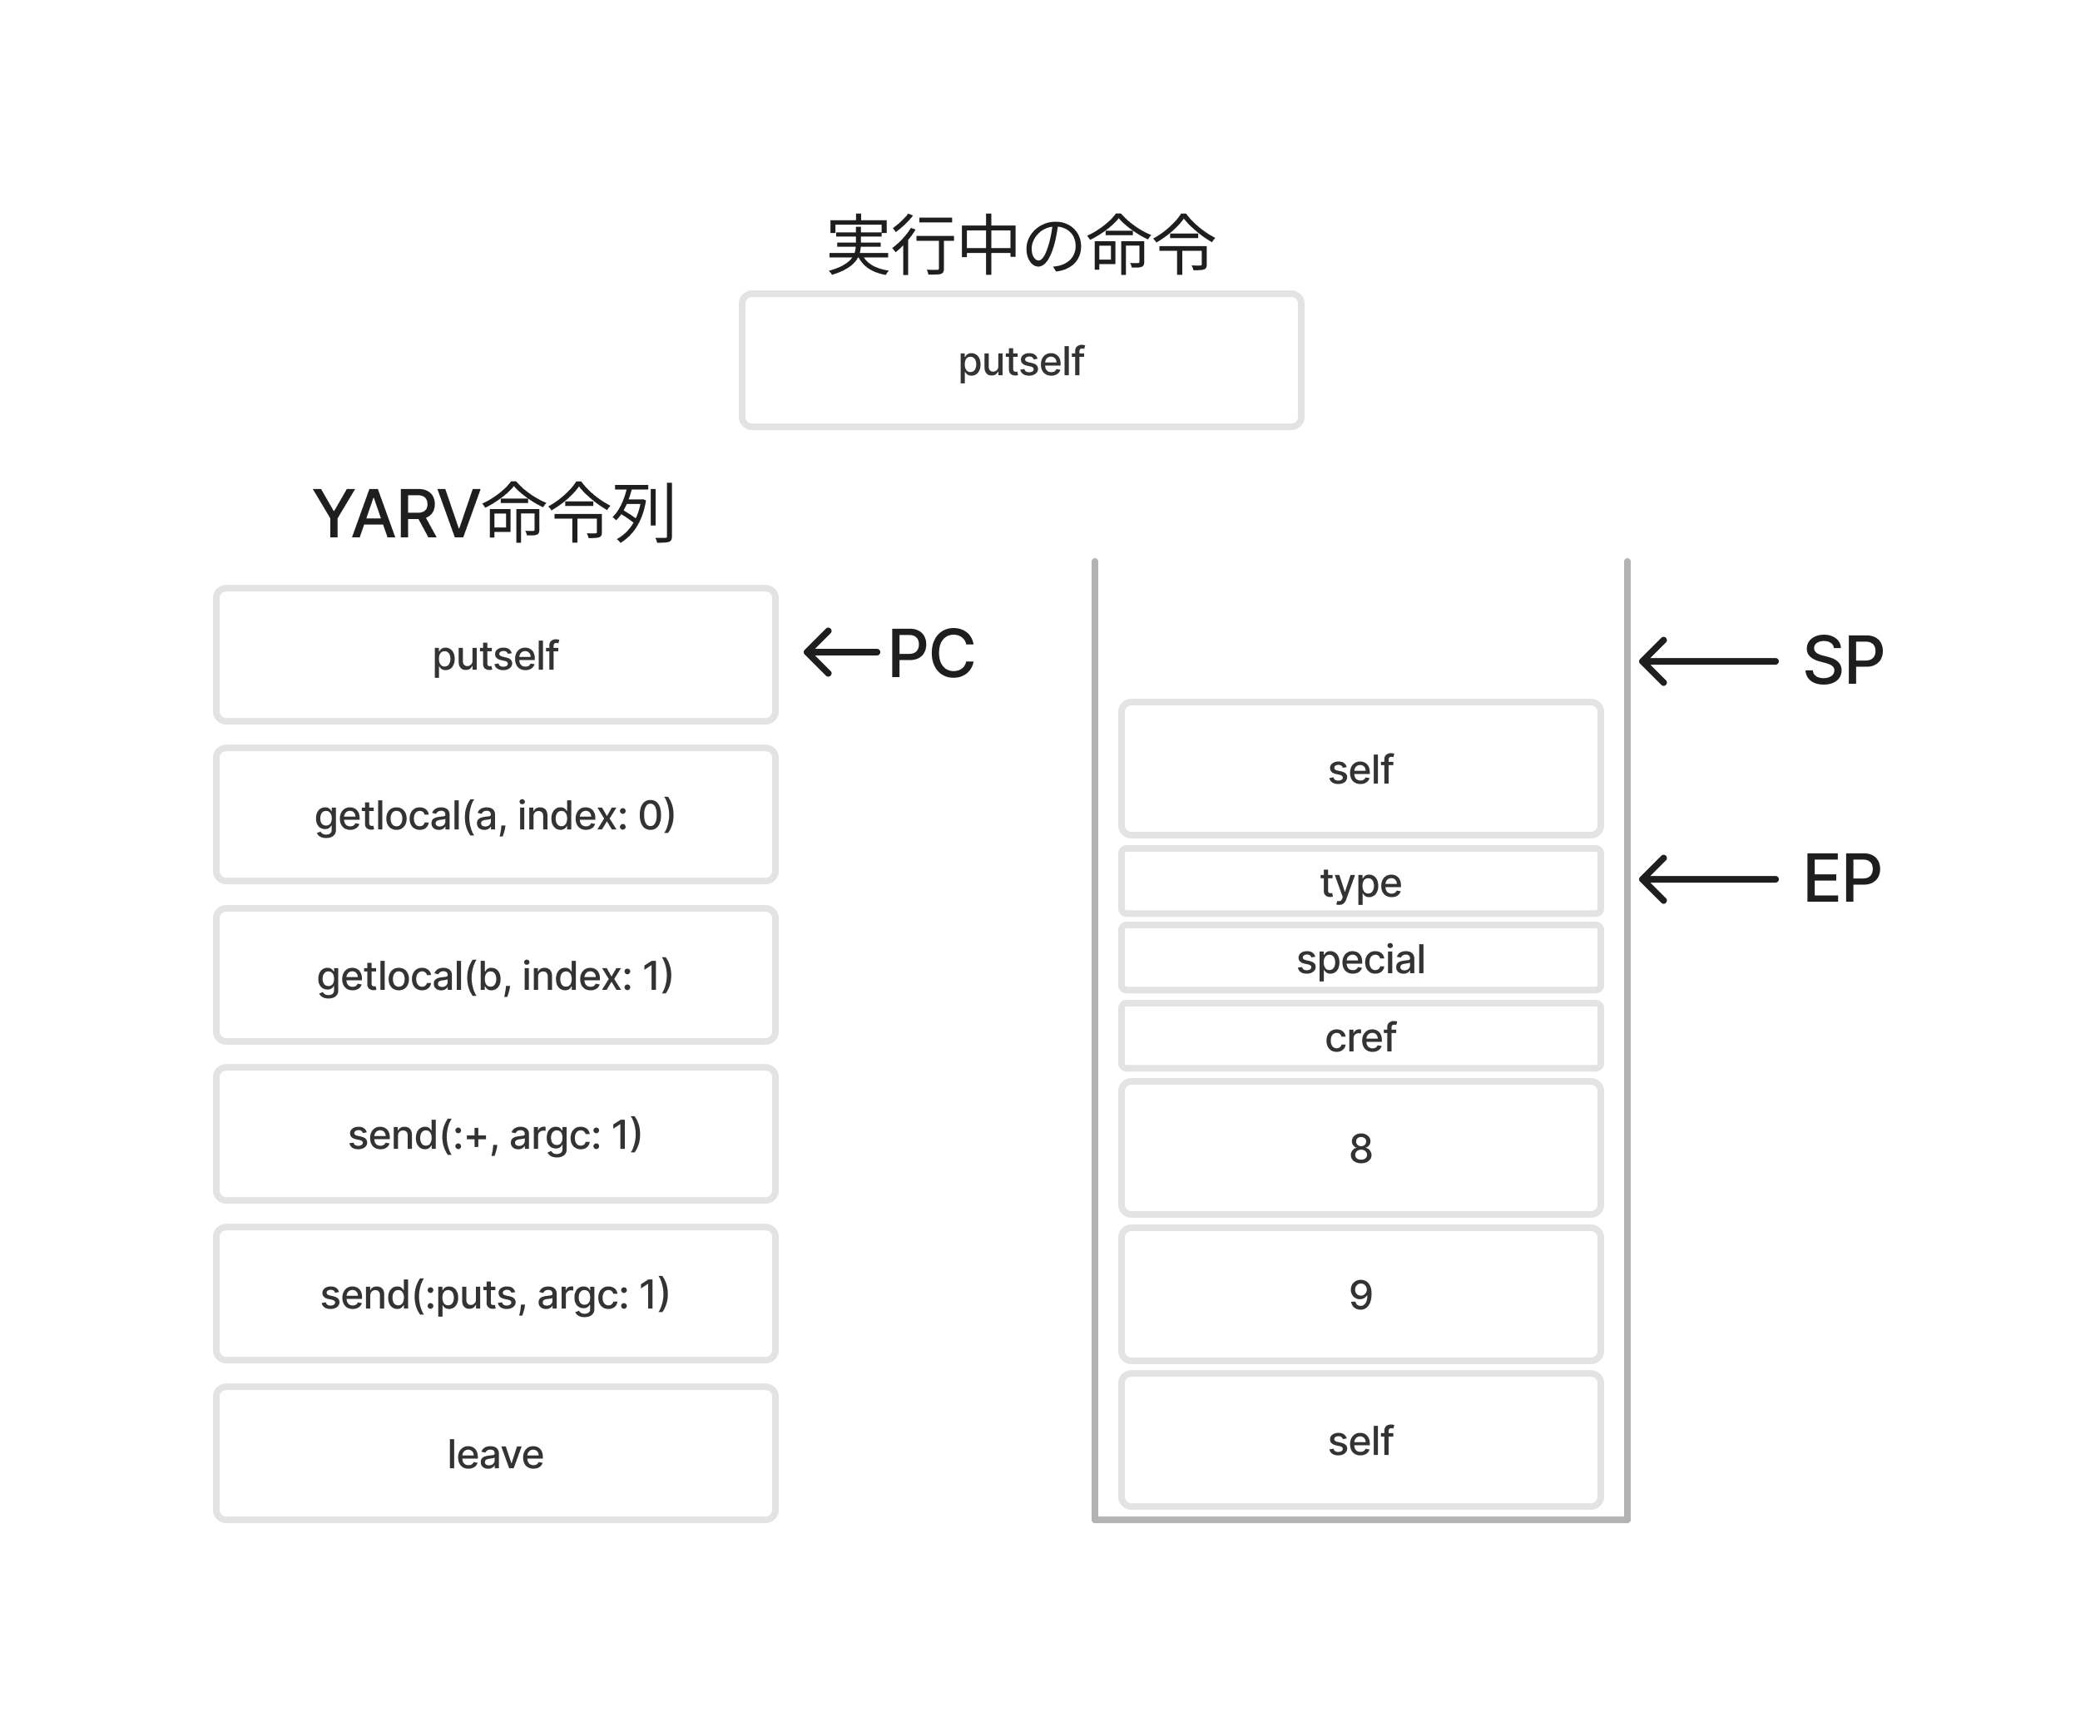 実行中の命令
putself
YARV命令列
putself
getlocal(a, index: 0)
getlocal(b, index: 1)
send(:+, argc: 1)
send(:puts, argc: 1)
leave
PC
self
type
special
cref
8
9
self
SP
EP